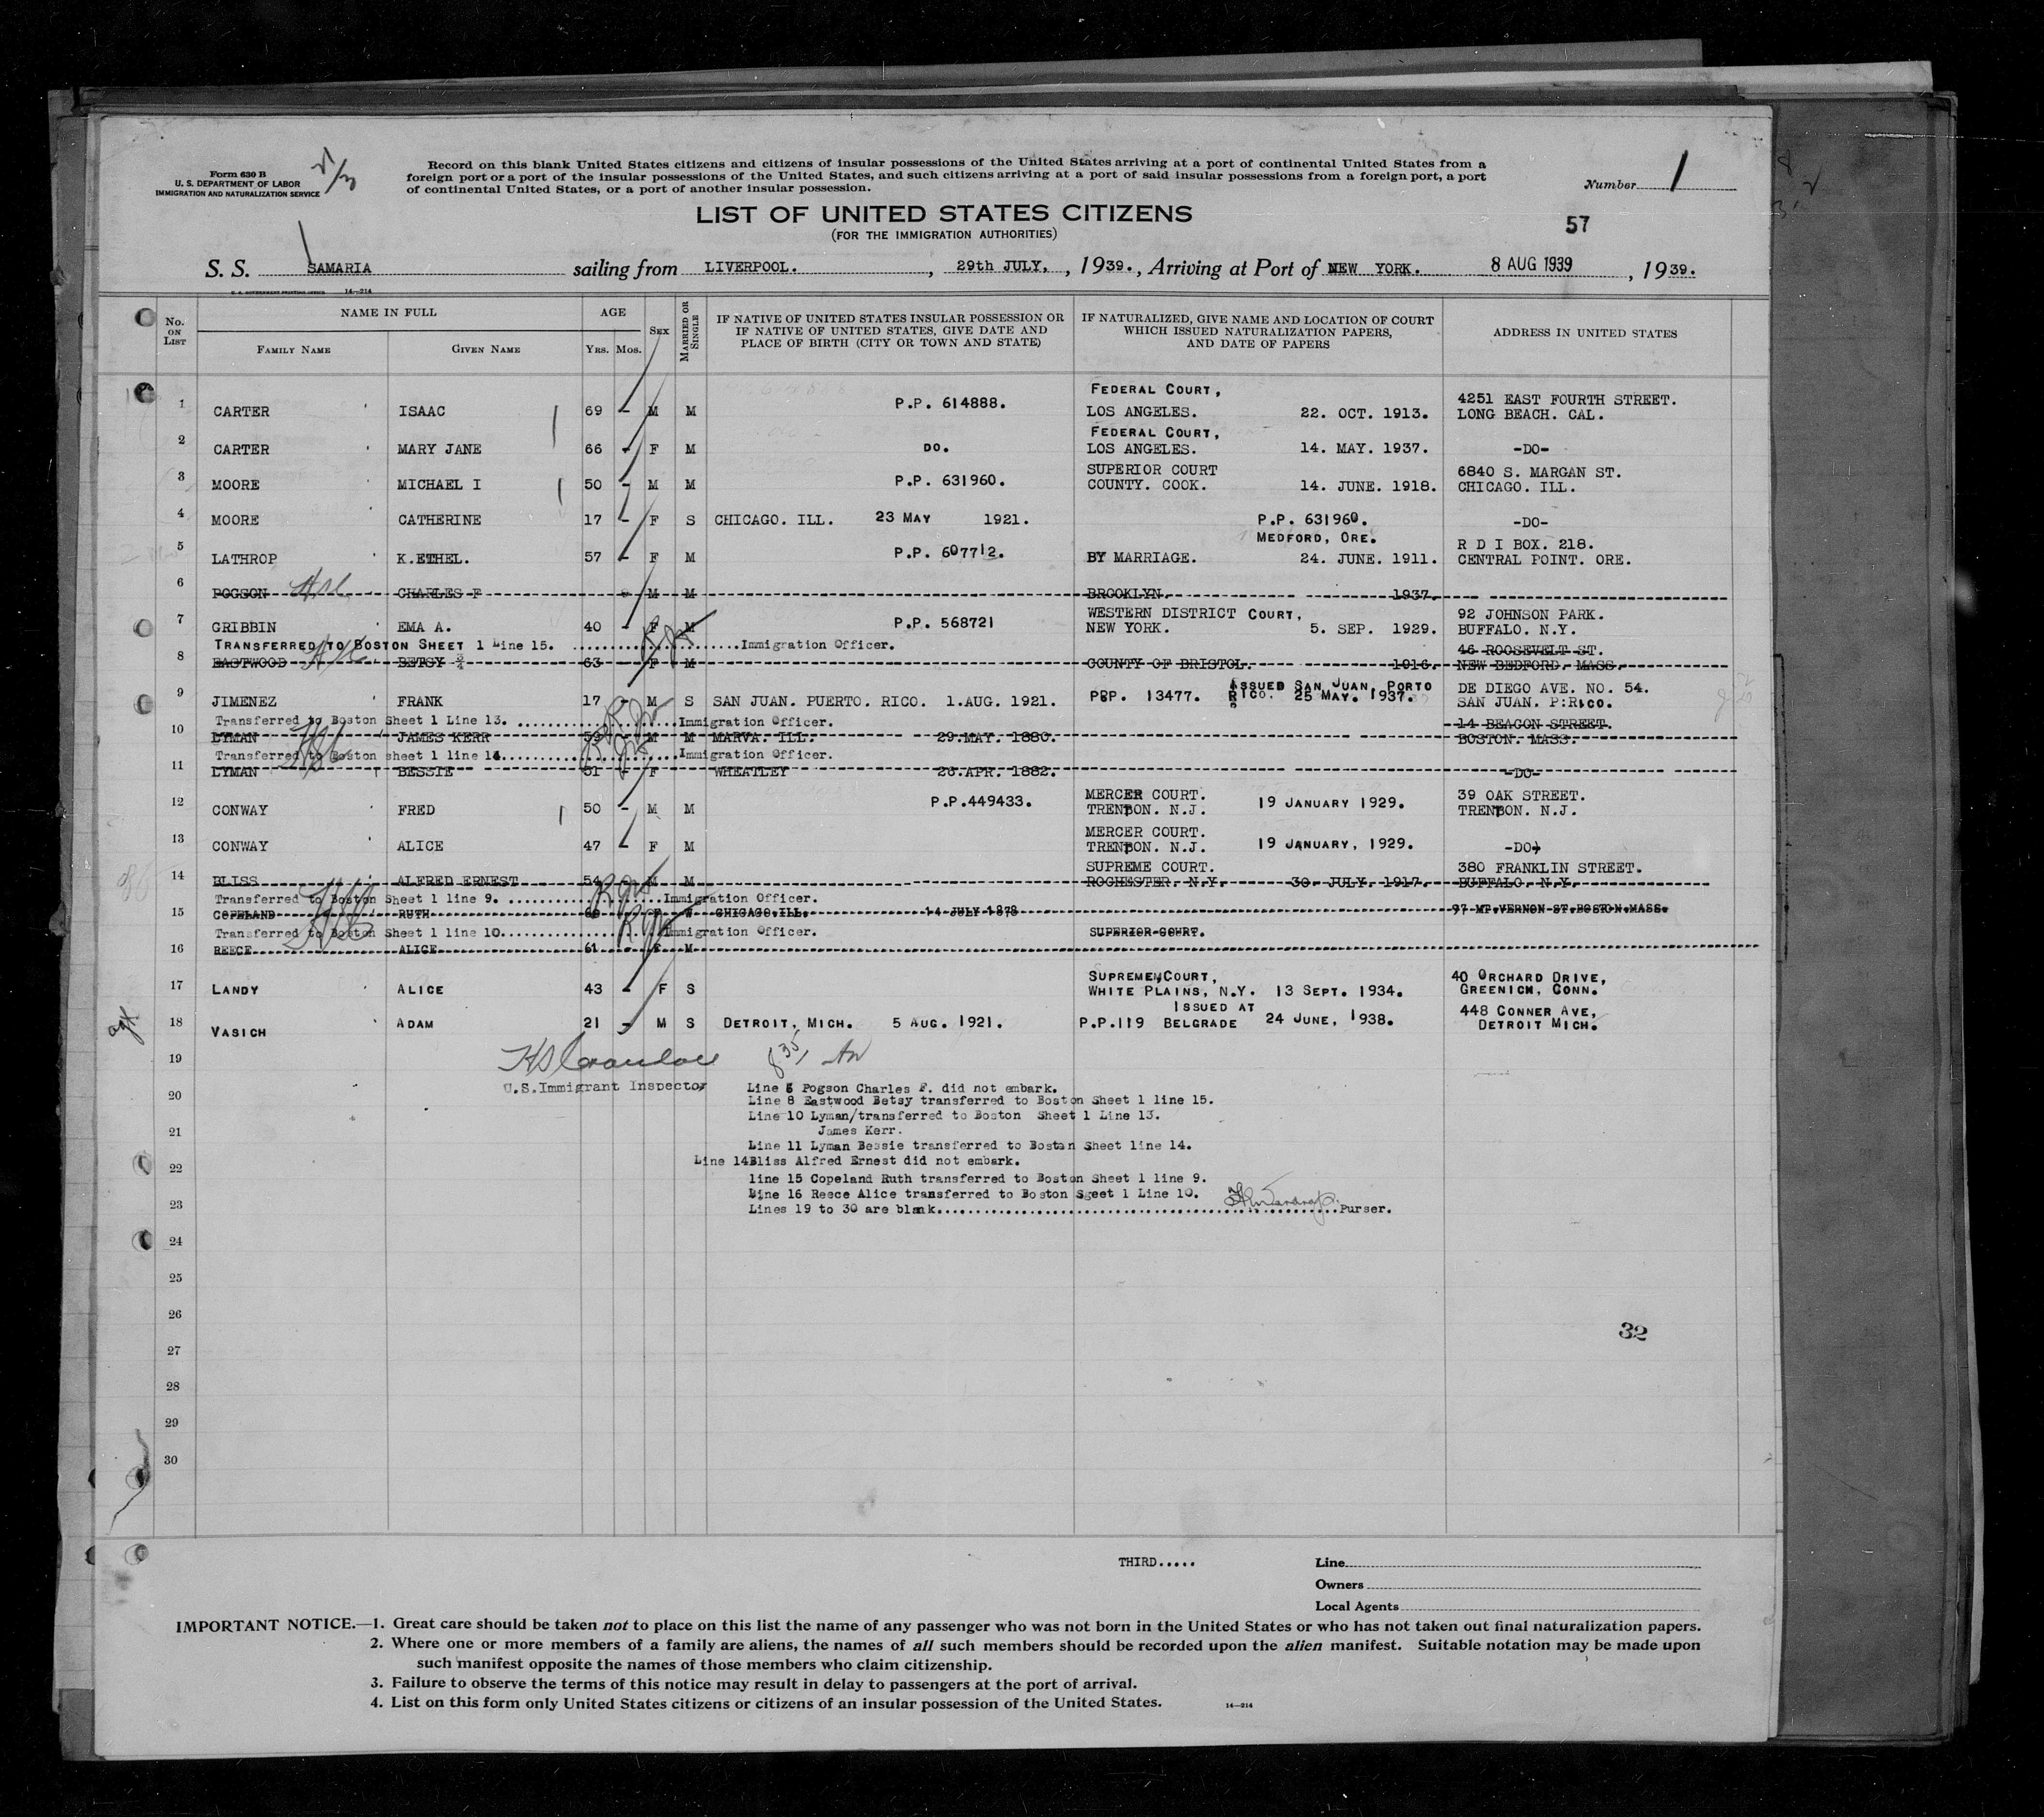 Form 630 B
U. S. DEPARTMENT OF LABOR
IMMIGRATION AND NATURALIZATION SERVICE
Record on this blank United States citizens and citizens of insular possessions of the United States arriving at a port of continental United States from a
foreign port or a port of the insular possessions of the United States, and such citizens arriving at a port of said insular possessions from a foreign port, a port
of continental United States, or a port of another insular possession.
Number 1
LIST OF UNITED STATES CITIZENS
(FOR THE IMMIGRATION AUTHORITIES)
57
S. S. SAMARIA sailing from LIVERPOOL. , 29th JULY, , 1939. , Arriving at Port of NEW YORK. 8 AUG 1939 , 1939.
U. S. GOVERNMENT PRINTING OFFICE 14—214
No. ON LIST
NAME IN FULL
FAMILY NAME GIVEN NAME
AGE
YRS. MOS.
SEX
MARRIED OR SINGLE
IF NATIVE OF UNITED STATES INSULAR POSSESSION OR
IF NATIVE OF UNITED STATES, GIVE DATE AND
PLACE OF BIRTH (CITY OR TOWN AND STATE)
IF NATURALIZED, GIVE NAME AND LOCATION OF COURT
WHICH ISSUED NATURALIZATION PAPERS,
AND DATE OF PAPERS
ADDRESS IN UNITED STATES
FEDERAL COURT,
P.P. 614888. 4251 EAST FOURTH STREET.
1 CARTER ISAAC 69 - M M LOS ANGELES. 22. OCT. 1913. LONG BEACH. CAL.
FEDERAL COURT,
2 CARTER MARY JANE 66 - F M DO. LOS ANGELES. 14. MAY. 1937. -DO-
SUPERIOR COURT 6840 S. MARGAN ST.
3 MOORE MICHAEL I 50 - M M P.P. 631960. COUNTY. COOK. 14. JUNE. 1918. CHICAGO. ILL.
4 MOORE CATHERINE 17 - F S CHICAGO. ILL. 23 MAY 1921. P.P. 631960. -DO-
MEDFORD, ORE. R D I BOX. 218.
5 LATHROP K.ETHEL. 57 - F M P.P. 607712. BY MARRIAGE. 24. JUNE. 1911. CENTRAL POINT. ORE.
6 POGSON CHARLES F - M M BROOKLYN. 1937.
WESTERN DISTRICT COURT, 92 JOHNSON PARK.
7 GRIBBIN EMA A. 40 - F M P.P. 568721 NEW YORK. 5. SEP. 1929. BUFFALO. N.Y.
TRANSFERRED TO BOSTON SHEET 1 Line 15. Immigration Officer.
46 ROOSEVELT ST.
8 EASTWOOD BETSY 63 F M COUNTY OF BRISTOL. 1916. NEW BEDFORD. MASS.
ISSUED SAN JUAN, PORTO DE DIEGO AVE. NO. 54.
9 JIMENEZ FRANK 17 - M S SAN JUAN. PUERTO. RICO. 1.AUG. 1921. PPP. 13477. RICO. 25 MAY. 1937. SAN JUAN. P:RICO.
Transferred to Boston Sheet 1 Line 13. Immigration Officer.
14 BEACON STREET.
10 LYMAN JAMES KERR 59 - M M MARVA. ILL. 29.MAY. 1880. BOSTON. MASS.
Transferred to Boston sheet 1 line 14. Immigration Officer.
11 LYMAN BESSIE 51 - F WHEATLEY 26.APR. 1882. -DO-
MERCER COURT. 39 OAK STREET.
12 CONWAY FRED 50 - M M P.P.449433. TRENTON. N.J. 19 JANUARY 1929. TRENTON. N.J.
MERCER COURT.
13 CONWAY ALICE 47 - F M TRENTON. N.J. 19 JANUARY, 1929. -DO-
SUPREME COURT. 380 FRANKLIN STREET.
14 BLISS ALFRED ERNEST 54 M M ROCHESTER. N.Y. 30 JULY. 1917. BUFFALO. N.Y.
Transferred to Boston Sheet 1 line 9. Immigration Officer.
15 COPELAND RUTH F W CHICAGO.ILL. 14 JULY 1878 97 MT.VERNON ST.BOSTON.MASS.
Transferred to Boston Sheet 1 line 10. Immigration Officer.
SUPERIOR COURT.
16 REECE ALICE 61 F M
SUPREME COURT, 40 ORCHARD DRIVE,
17 LANDY ALICE 43 - F S WHITE PLAINS, N.Y. 13 SEPT. 1934. GREENICH, CONN.
ISSUED AT 448 CONNER AVE,
18 VASICH ADAM 21 - M S DETROIT, MICH. 5 AUG. 1921. P.P.119 BELGRADE 24 JUNE, 1938. DETROIT MICH.
19
U.S.Immigrant Inspector
Line 6 Pogson Charles F. did not embark.
20
Line 8 Eastwood Betsy transferred to Boston Sheet 1 line 15.
Line 10 Lyman/transferred to Boston Sheet 1 Line 13.
21
James Kerr.
Line 11 Lyman Bessie transferred to Boston Sheet line 14.
22
Line 14Bliss Alfred Ernest did not embark.
line 15 Copeland Ruth transferred to Boston Sheet 1 line 9.
Line 16 Reece Alice transferred to Boston Sgeet 1 Line 10.
23
Lines 19 to 30 are blank. Purser.
24
25
26
32
27
28
29
30
THIRD.....
Line
Owners
Local Agents
IMPORTANT NOTICE.—1. Great care should be taken not to place on this list the name of any passenger who was not born in the United States or who has not taken out final naturalization papers.
2. Where one or more members of a family are aliens, the names of all such members should be recorded upon the alien manifest. Suitable notation may be made upon
such manifest opposite the names of those members who claim citizenship.
3. Failure to observe the terms of this notice may result in delay to passengers at the port of arrival.
4. List on this form only United States citizens or citizens of an insular possession of the United States.
14—214